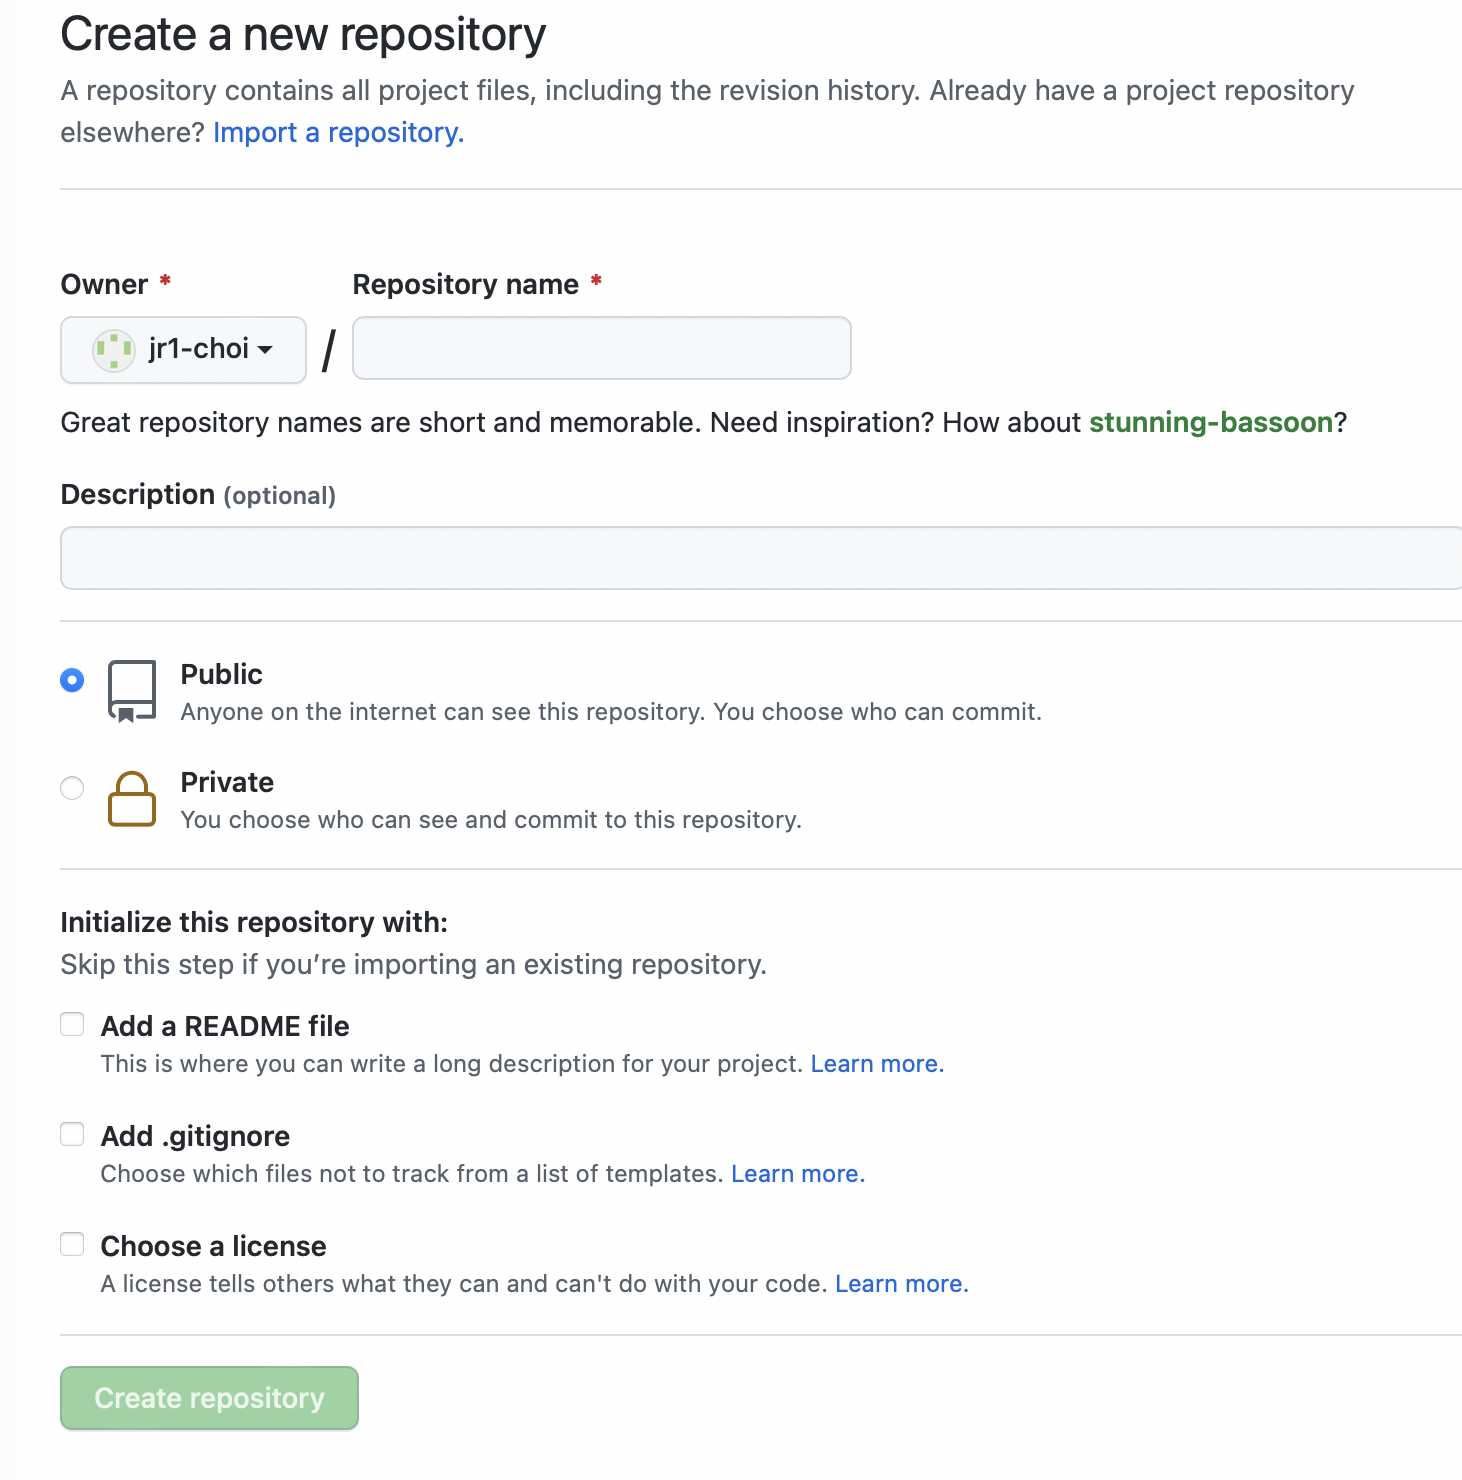 Create a new repository
A repository contains all project files, including the revision history. Already have a project repository
elsewhere? Import a repository.
Owner *
Repository name *
jr1-choi
/
Great repository names are short and memorable. Need inspiration? How about stunning-bassoon?
Description (optional)
Public
Anyone on the internet can see this repository. You choose who can commit.
Private
You choose who can see and commit to this repository.
Initialize this repository with:
Skip this step if you’re importing an existing repository.
Add a README file
This is where you can write a long description for your project. Learn more.
Add .gitignore
Choose which files not to track from a list of templates. Learn more.
Choose a license
A license tells others what they can and can't do with your code. Learn more.
Create repository